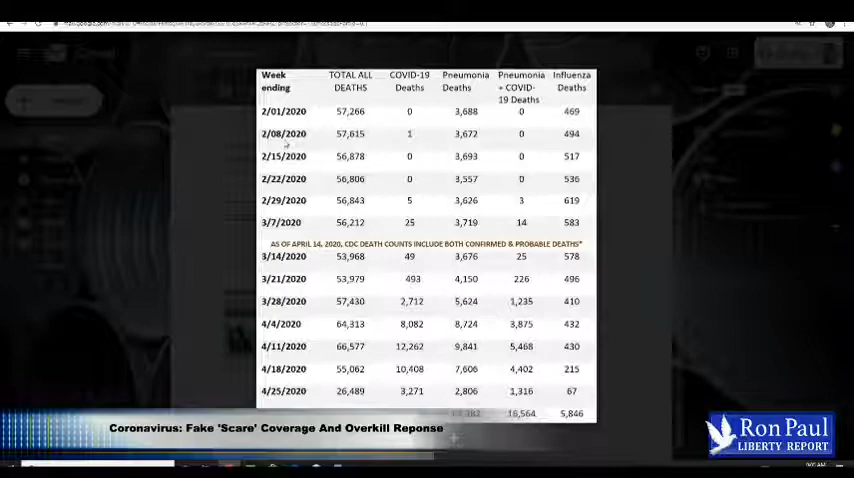 Week ending TOTAL ALL DEATHS COVID-19 Deaths Pneumonia Deaths Pneumonia + COVID-19 Deaths Influenza Deaths
2/01/2020 57,266 0 3,688 0 469
2/08/2020 57,615 1 3,672 0 494
2/15/2020 56,878 0 3,693 0 517
2/22/2020 56,806 0 3,557 0 536
2/29/2020 56,843 5 3,626 3 619
3/7/2020 56,212 25 3,719 14 583
AS OF APRIL 14, 2020, CDC DEATH COUNTS INCLUDE BOTH CONFIRMED & PROBABLE DEATHS*
3/14/2020 53,968 49 3,676 25 578
3/21/2020 53,979 493 4,150 226 496
3/28/2020 57,430 2,712 5,624 1,235 410
4/4/2020 64,313 8,082 8,724 3,875 432
4/11/2020 66,577 12,262 9,841 5,468 430
4/18/2020 55,062 10,408 7,606 4,402 215
4/25/2020 26,489 3,271 2,806 1,316 67
16,564 5,846
Coronavirus: Fake 'Scare' Coverage And Overkill Reponse
Ron Paul
LIBERTY REPORT